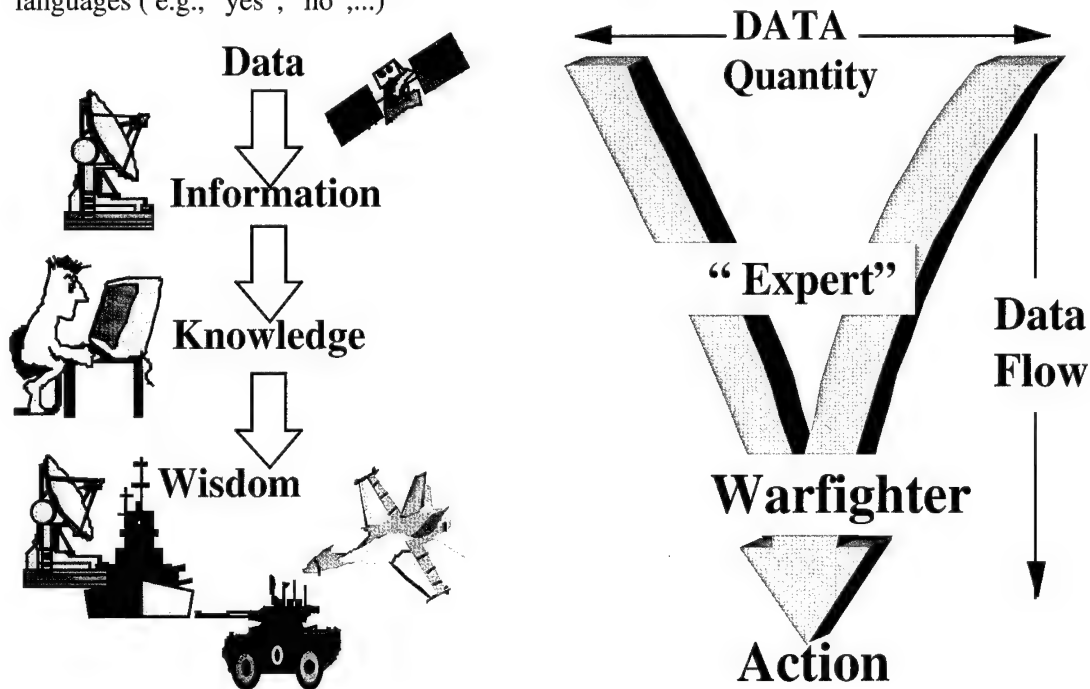 languages ( e.g., "yes", "no",...)
Data
Information
Knowledge
Wisdom
DATA
Quantity
“ Expert”
Data
Flow
Warfighter
Action